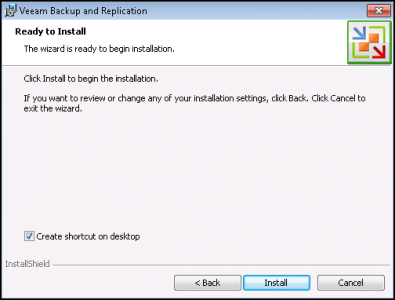 Veeam Backup and Replication
Ready to Install
The wizard is ready to begin installation.
Click Install to begin the installation.
If you want to review or change any of your installation settings, click Back. Click Cancel to
exit the wizard.
Create shortcut on desktop
InstallShield
< Back
Install
Cancel